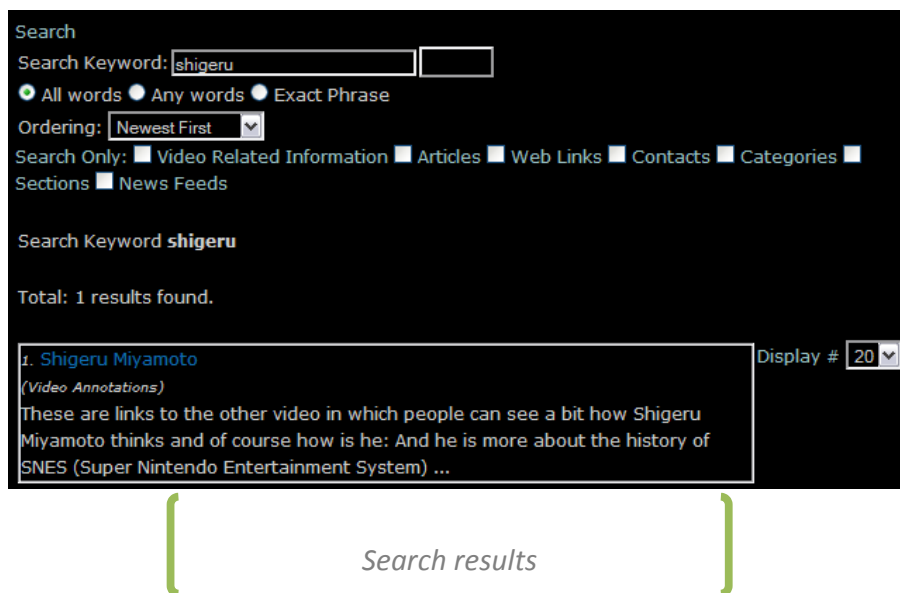 Search
Search Keyword: shigeru
All words Any words Exact Phrase
Ordering: Newest First
Search Only: Video Related Information Articles Web Links Contacts Categories
Sections News Feeds
Search Keyword shigeru
Total: 1 results found.
1. Shigeru Miyamoto
Display # 20
(Video Annotations)
These are links to the other video in which people can see a bit how Shigeru
Miyamoto thinks and of course how is he: And he is more about the history of
SNES (Super Nintendo Entertainment System) ...
Search results